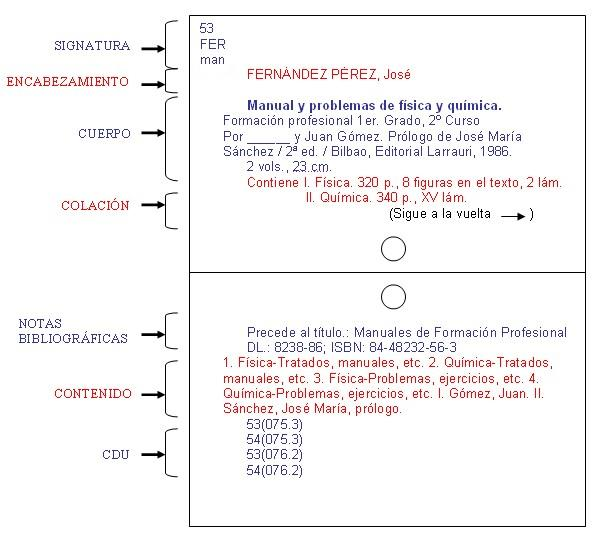 SIGNATURA
53
FER
man
ENCABEZAMIENTO
FERNÁNDEZ PÉREZ, José
CUERPO
Manual y problemas de física y química.
Formación profesional 1er. Grado, 2º Curso
Por ______ y Juan Gómez. Prólogo de José María
Sánchez / 2ª ed. / Bilbao, Editorial Larrauri, 1986.
2 vols., 23 cm.
COLACIÓN
Contiene I. Física. 320 p., 8 figuras en el texto, 2 lám.
II. Química. 340 p., XV lám.
(Sigue a la vuelta → )
NOTAS
BIBLIOGRÁFICAS
Precede al título.: Manuales de Formación Profesional
DL.: 8238-86; ISBN: 84-48232-56-3
CONTENIDO
1. Física-Tratados, manuales, etc. 2. Química-Tratados,
manuales, etc. 3. Física-Problemas, ejercicios, etc. 4.
Química-Problemas, ejercicios, etc. I. Gómez, Juan. II.
Sánchez, José María, prólogo.
CDU
53(075.3)
54(075.3)
53(076.2)
54(076.2)